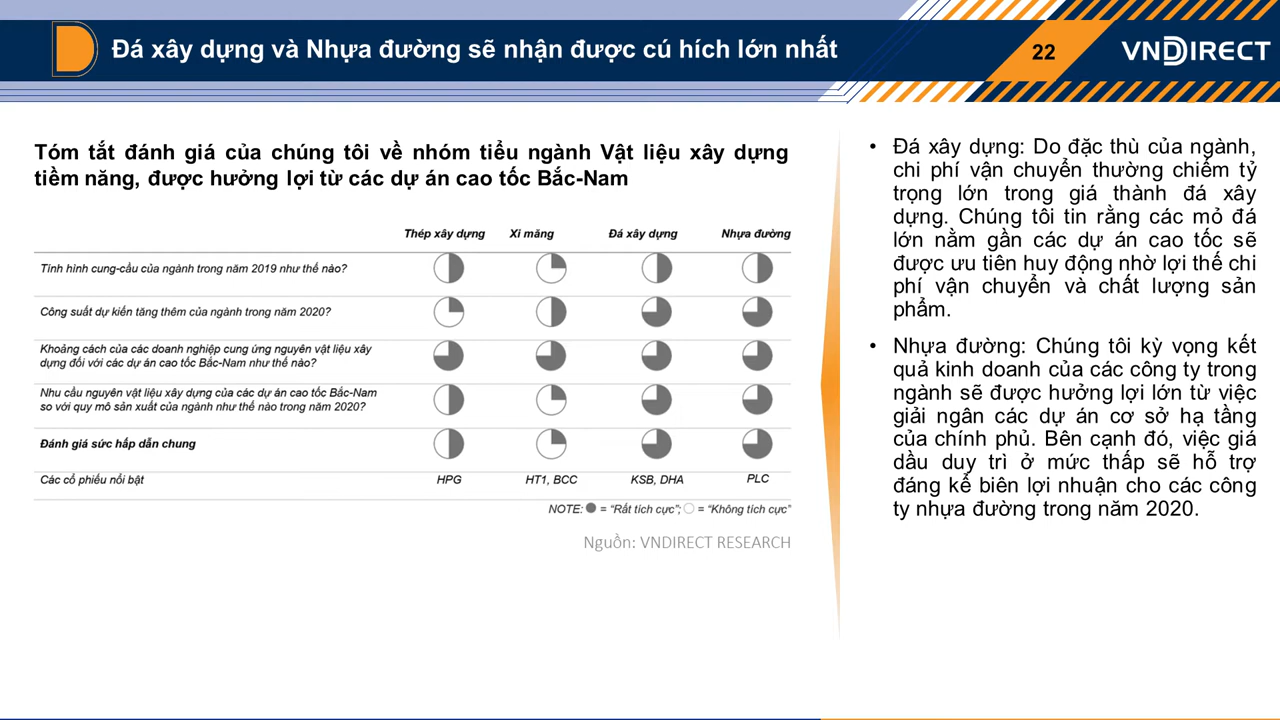 Đá xây dựng và Nhựa đường sẽ nhận được cú hích lớn nhất
22
VNDIRECT
Tóm tắt đánh giá của chúng tôi về nhóm tiểu ngành Vật liệu xây dựng
tiềm năng, được hưởng lợi từ các dự án cao tốc Bắc-Nam
Thép xây dựng Xi măng Đá xây dựng Nhựa đường
Tình hình cung-cầu của ngành trong năm 2019 như thế nào?
Công suất dự kiến tăng thêm của ngành trong năm 2020?
Khoảng cách của các doanh nghiệp cung ứng nguyên vật liệu xây
dựng đối với các dự án cao tốc Bắc-Nam như thế nào?
Nhu cầu nguyên vật liệu xây dựng của các dự án cao tốc Bắc-Nam
so với quy mô sản xuất của ngành như thế nào trong năm 2020?
Đánh giá sức hấp dẫn chung
Các cổ phiếu nổi bật HPG HT1, BCC KSB, DHA PLC
NOTE: = “Rất tích cực”; = “Không tích cực”
Nguồn: VNDIRECT RESEARCH
• Đá xây dựng: Do đặc thù của ngành,
chi phí vận chuyển thường chiếm tỷ
trọng lớn trong giá thành đá xây
dựng. Chúng tôi tin rằng các mỏ đá
lớn nằm gần các dự án cao tốc sẽ
được ưu tiên huy động nhờ lợi thế chi
phí vận chuyển và chất lượng sản
phẩm.
• Nhựa đường: Chúng tôi kỳ vọng kết
quả kinh doanh của các công ty trong
ngành sẽ được hưởng lợi lớn từ việc
giải ngân các dự án cơ sở hạ tầng
của chính phủ. Bên cạnh đó, việc giá
dầu duy trì ở mức thấp sẽ hỗ trợ
đáng kể biên lợi nhuận cho các công
ty nhựa đường trong năm 2020.